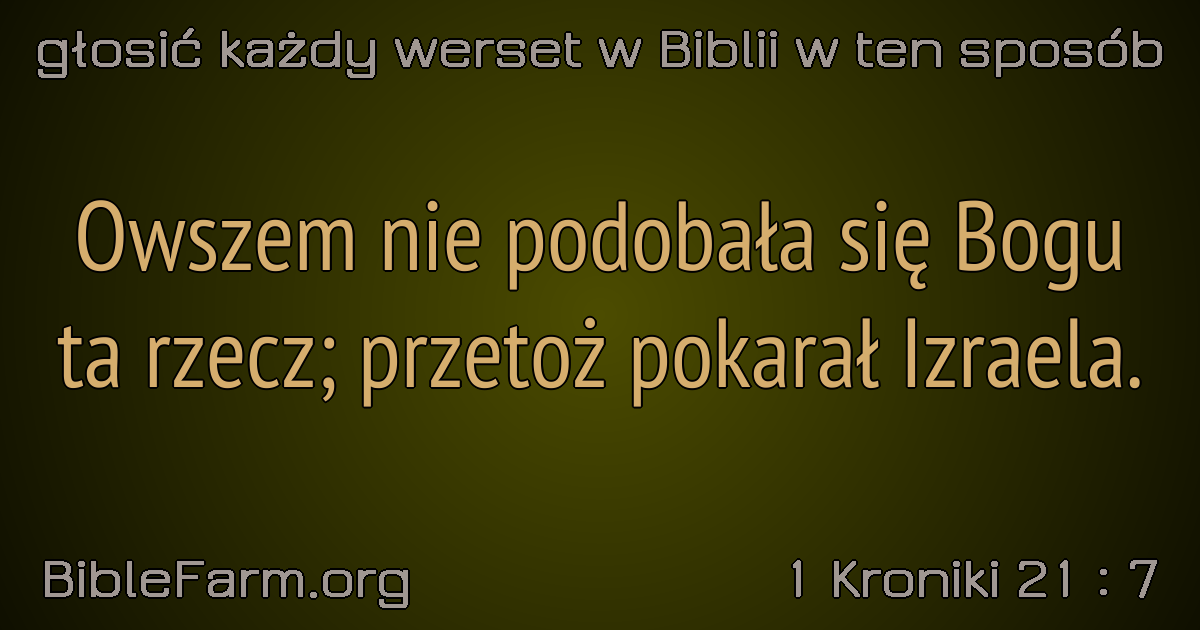 głosić każdy werset w Biblii w ten sposób
Owszem nie podobała się Bogu
ta rzecz; przetoż pokarał Izraela.
BibleFarm.org
1 Kroniki 21 : 7